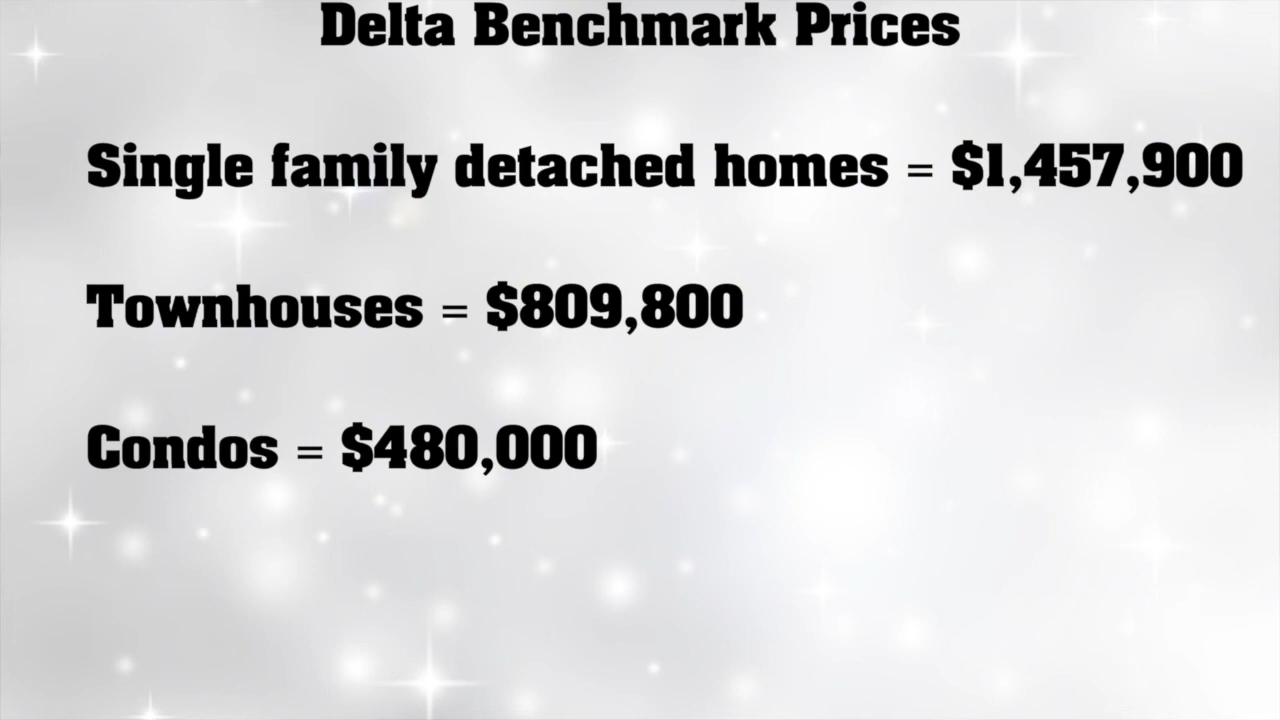 Delta Benchmark Prices
Single family detached homes = $1,457,900
Townhouses = $809,800
Condos = $480,000